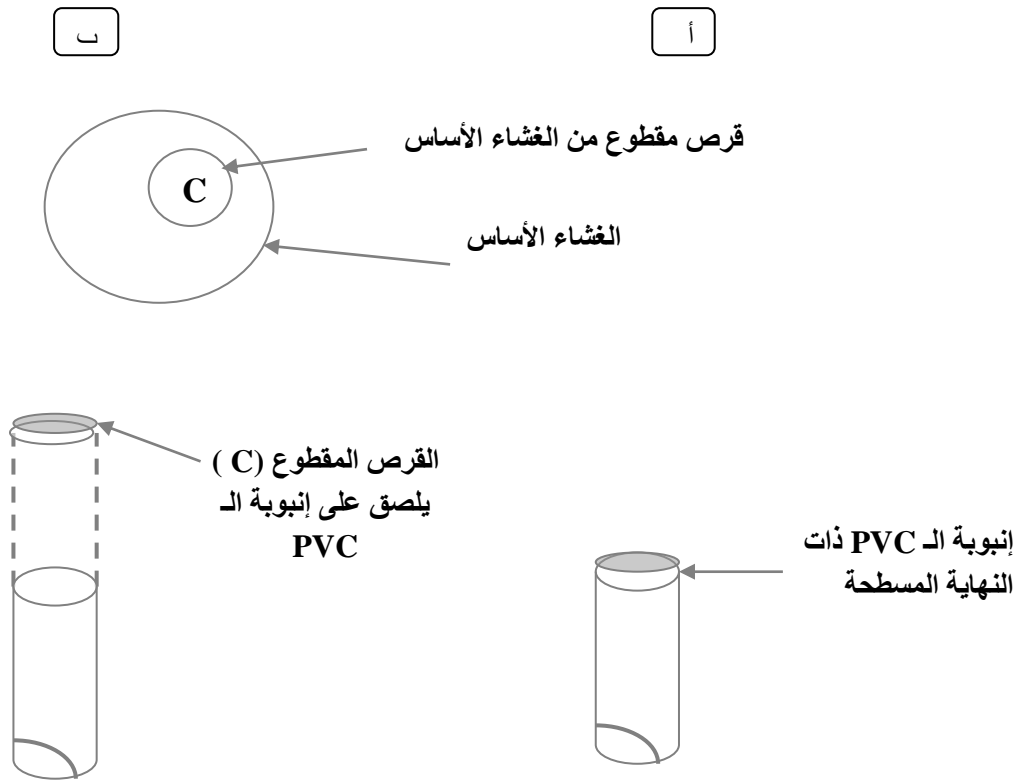 أ
ب
قرص مقطوع من الغشاء الأساس
C
الغشاء الأساس
القرص المقطوع (C )
يلصق على إنبوبة الـ
PVC
إنبوبة الـ PVC ذات
النهاية المسطحة